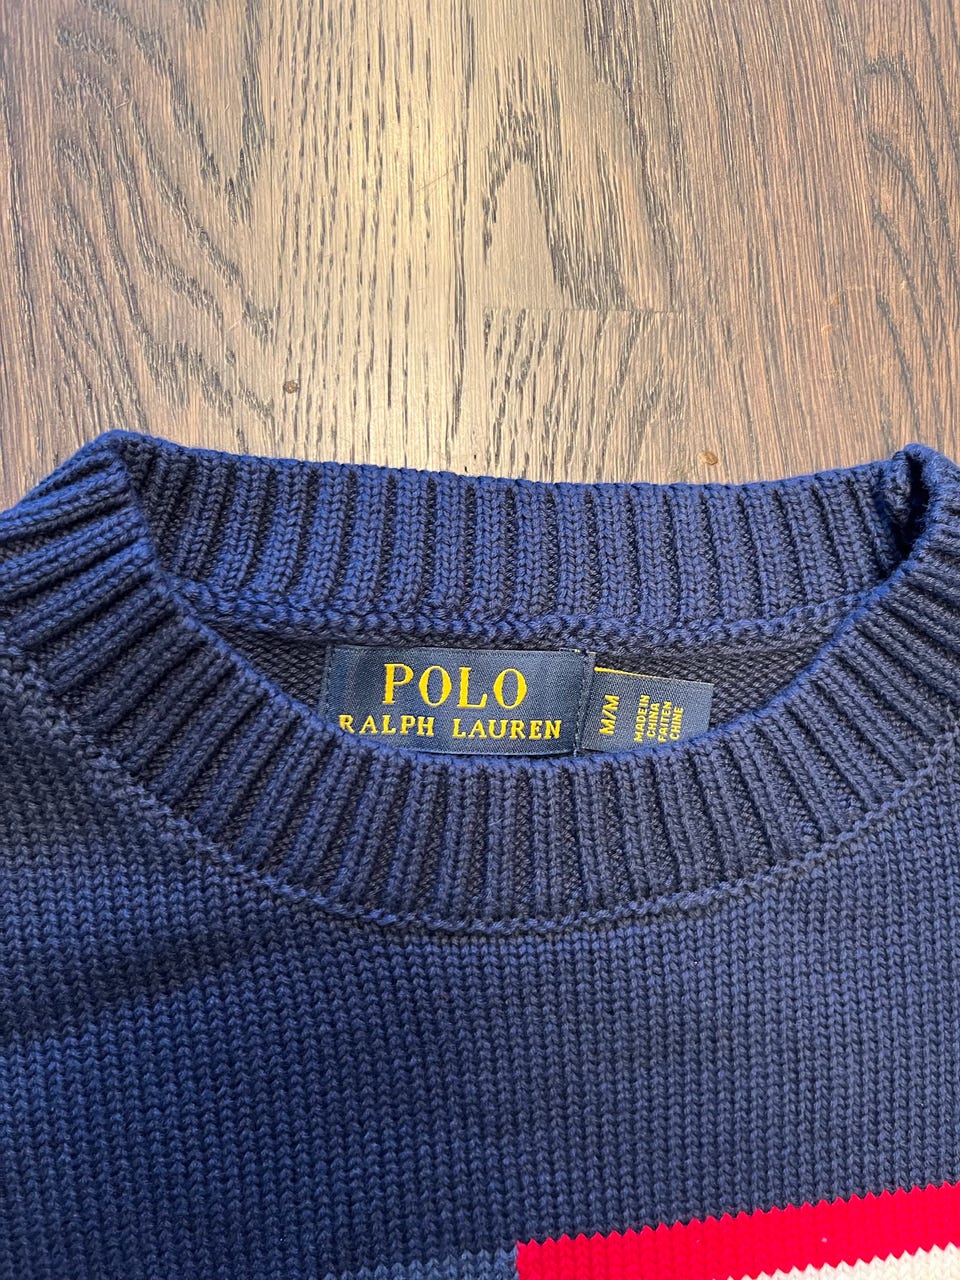 POLO
RALPH LAUREN
M/M
MADE IN
CHINA
FAIT EN
CHINE